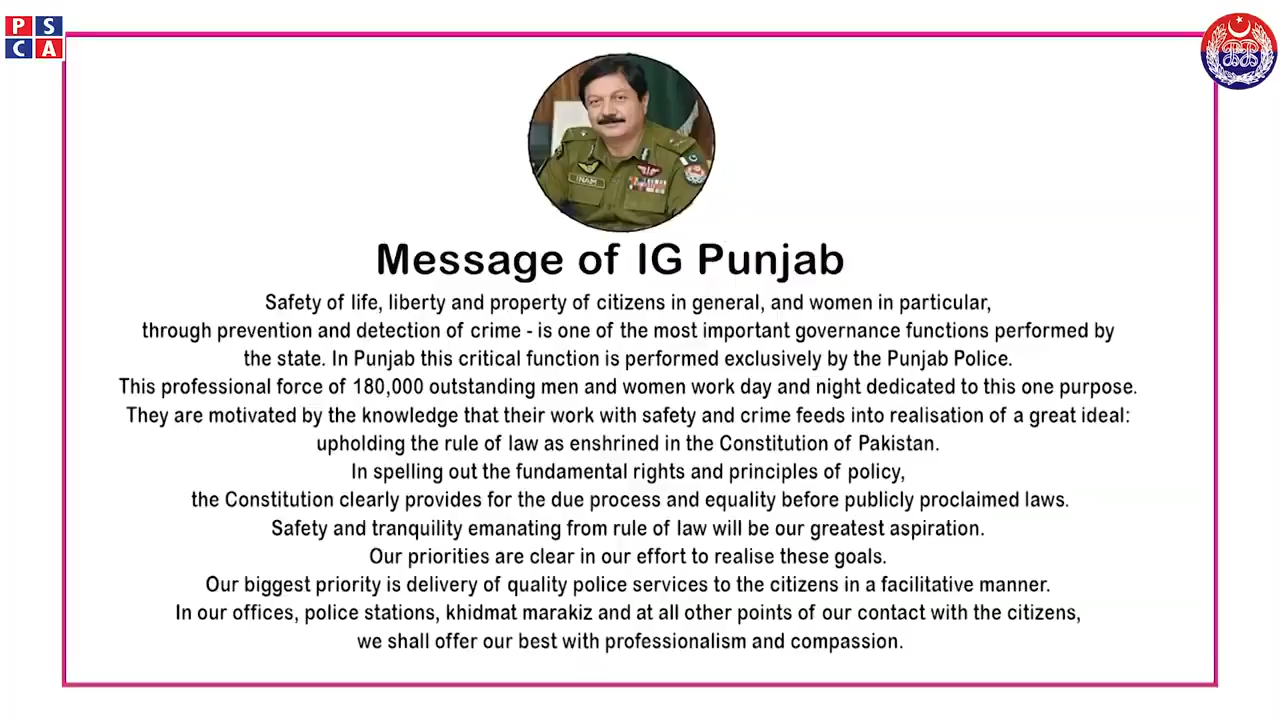 P S
C A
INAM
Message of IG Punjab
Safety of life, liberty and property of citizens in general, and women in particular,
through prevention and detection of crime - is one of the most important governance functions performed by
the state. In Punjab this critical function is performed exclusively by the Punjab Police.
This professional force of 180,000 outstanding men and women work day and night dedicated to this one purpose.
They are motivated by the knowledge that their work with safety and crime feeds into realisation of a great ideal:
upholding the rule of law as enshrined in the Constitution of Pakistan.
In spelling out the fundamental rights and principles of policy,
the Constitution clearly provides for the due process and equality before publicly proclaimed laws.
Safety and tranquility emanating from rule of law will be our greatest aspiration.
Our priorities are clear in our effort to realise these goals.
Our biggest priority is delivery of quality police services to the citizens in a facilitative manner.
In our offices, police stations, khidmat marakiz and at all other points of our contact with the citizens,
we shall offer our best with professionalism and compassion.